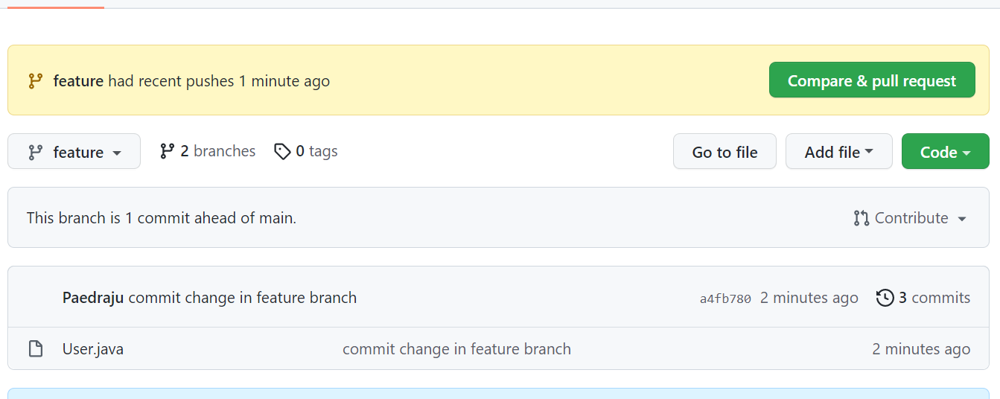 feature had recent pushes 1 minute ago
Compare & pull request
feature
2 branches
0 tags
Go to file
Add file
Code
This branch is 1 commit ahead of main.
Contribute
Paedraju commit change in feature branch
a4fb780 2 minutes ago
3 commits
User.java
commit change in feature branch
2 minutes ago